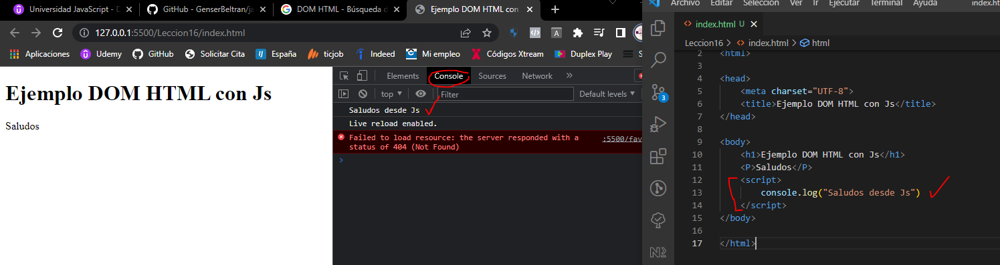 Universidad JavaScript - D
GitHub - GenserBeltran/ja
DOM HTML - Búsqueda d
Ejemplo DOM HTML con
127.0.0.1:5500/Leccion16/index.html
Aplicaciones
Udemy
GitHub
Solicitar Cita
España
ticjob
Indeed
Mi empleo
Códigos Xtream
Duplex Play
S
Ejemplo DOM HTML con Js
Saludos
Elements
Console
Sources
Network
top
Filter
Default levels
Saludos desde Js
Live reload enabled.
Failed to load resource: the server responded with a
status of 404 (Not Found)
:5500/fav
Archivo Editar Selección Ver Ir Ejecutar Terminal Ayuda
index.ht
index.html U
Leccion16 > index.html > html
2 <html>
3
4 <head>
5 <meta charset="UTF-8">
6 <title>Ejemplo DOM HTML con Js</title>
7 </head>
8
9 <body>
10 <h1>Ejemplo DOM HTML con Js</h1>
11 <P>Saludos</P>
12 <script>
13 console.log("Saludos desde Js")
14 </script>
15 </body>
16
17 </html>
3